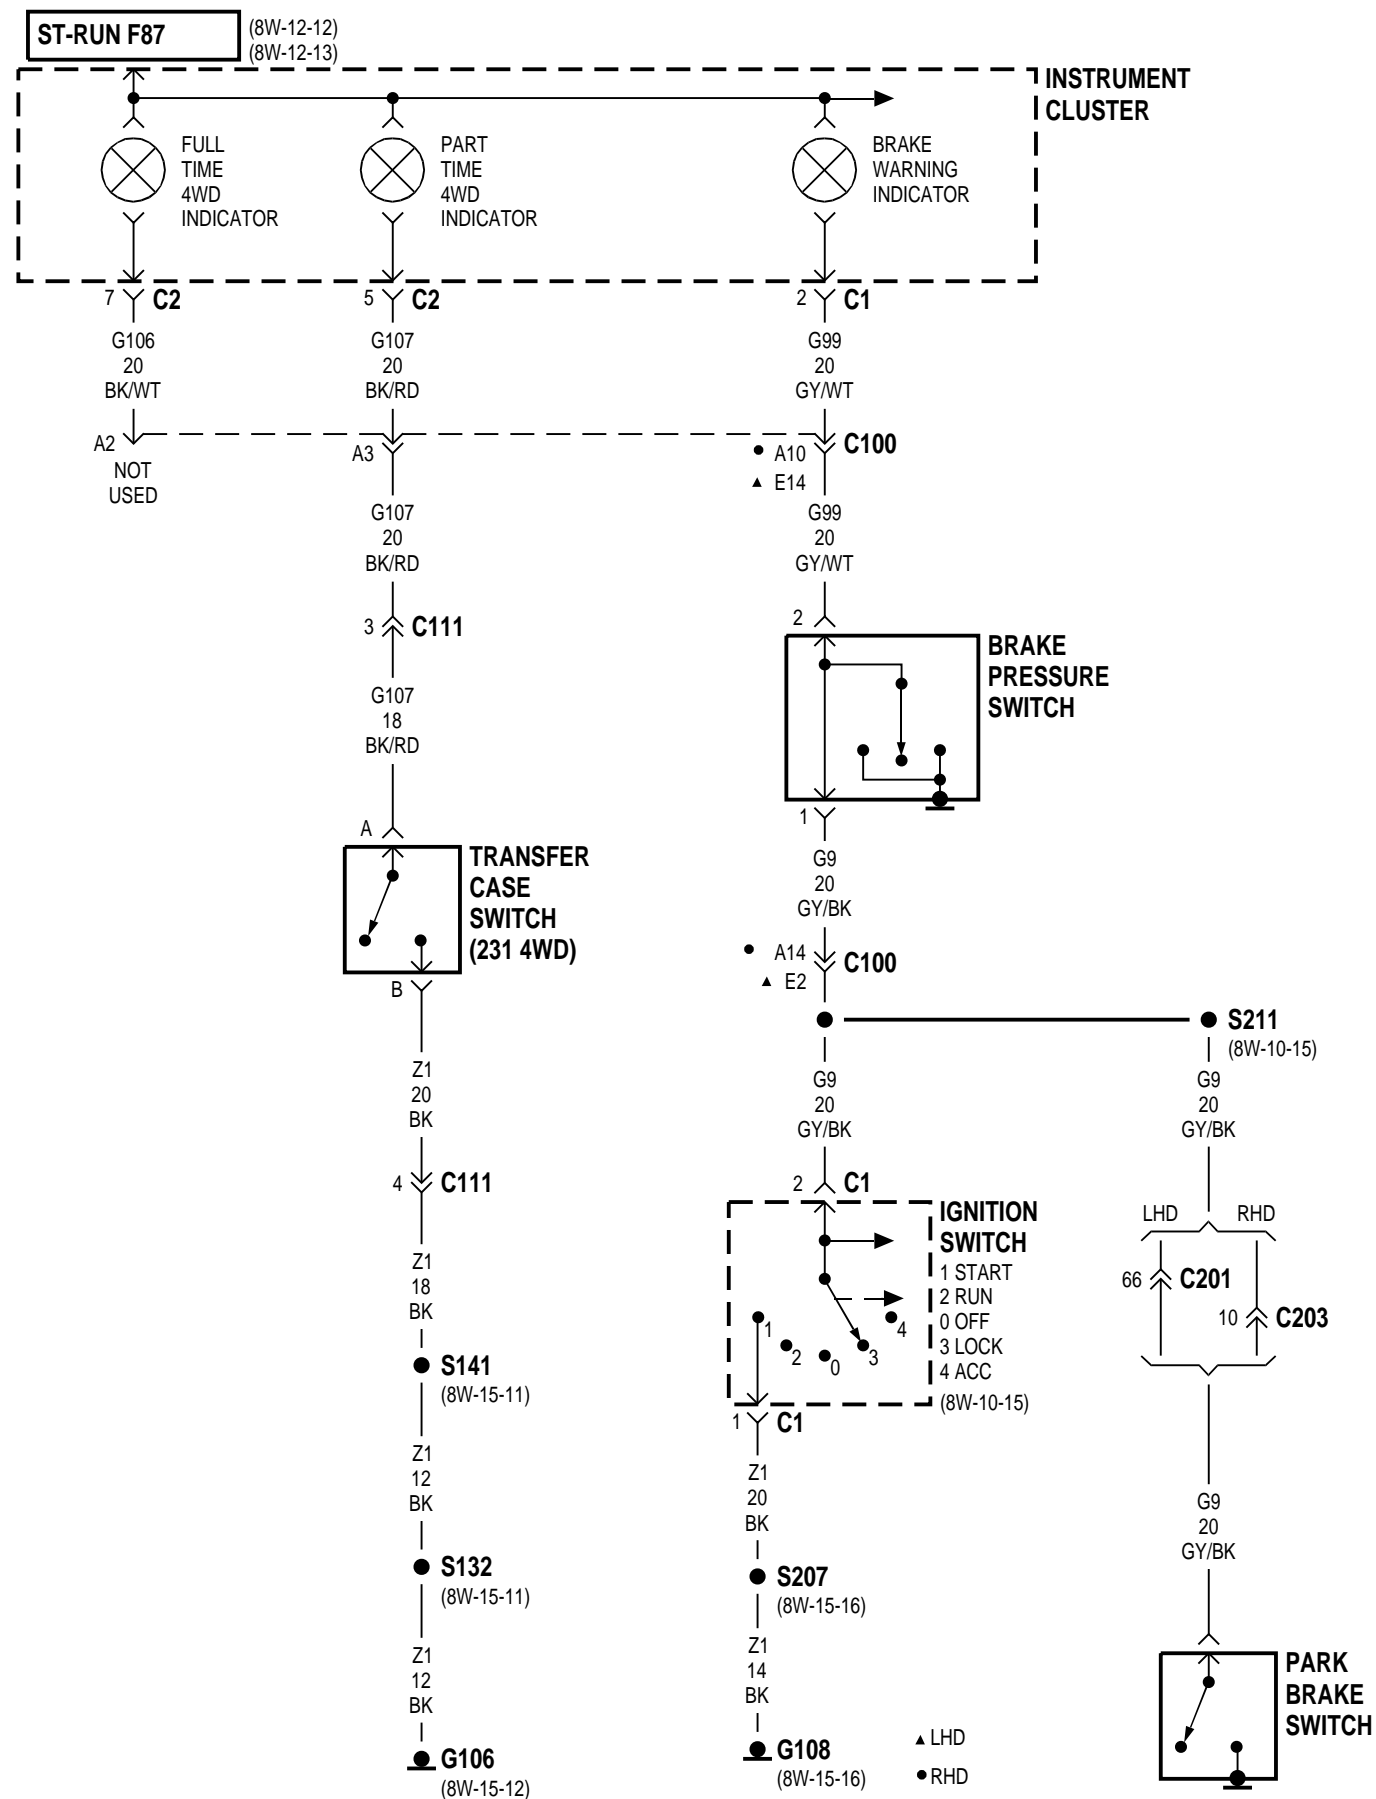 ST-RUN F87
(8W-12-12)
(8W-12-13)
INSTRUMENT
CLUSTER
FULL
TIME
4WD
INDICATOR
PART
TIME
4WD
INDICATOR
BRAKE
WARNING
INDICATOR
7 C2
5 C2
2 C1
G106
20
BK/WT
G107
20
BK/RD
G99
20
GY/WT
A2
NOT
USED
A3
C100
● A10
▲ E14
G107
20
BK/RD
G99
20
GY/WT
3 C111
2
BRAKE
PRESSURE
SWITCH
G107
18
BK/RD
1
A
TRANSFER
CASE
SWITCH
(231 4WD)
B
G9
20
GY/BK
● A14
▲ E2
C100
S211
(8W-10-15)
Z1
20
BK
G9
20
GY/BK
G9
20
GY/BK
4 C111
2 C1
IGNITION
SWITCH
1 START
2 RUN
0 OFF
3 LOCK
4 ACC
(8W-10-15)
1
2
0
3
4
LHD RHD
66 C201
10 C203
Z1
18
BK
S141
(8W-15-11)
1 C1
Z1
12
BK
Z1
20
BK
G9
20
GY/BK
S132
(8W-15-11)
S207
(8W-15-16)
Z1
12
BK
Z1
14
BK
PARK
BRAKE
SWITCH
G106
(8W-15-12)
G108
(8W-15-16)
▲ LHD
● RHD